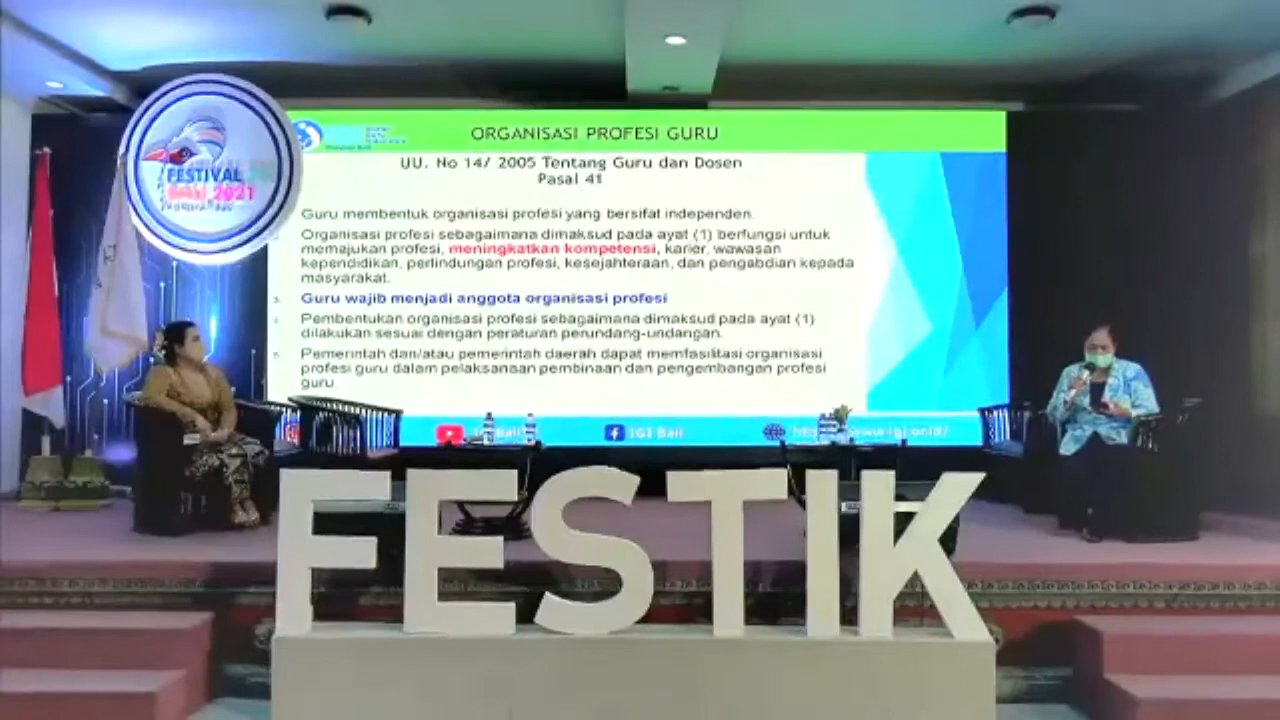 ORGANISASI PROFESI GURU
UU. No 14/ 2005 Tentang Guru dan Dosen
Pasal 41
FESTIVAL
BALI 2021
Guru membentuk organisasi profesi yang bersifat independen.
Organisasi profesi sebagaimana dimaksud pada ayat (1) berfungsi untuk
memajukan profesi, meningkatkan kompetensi, karier, wawasan
kependidikan, perlindungan profesi, kesejahteraan, dan pengabdian kepada
masyarakat.
3. Guru wajib menjadi anggota organisasi profesi
Pembentukan organisasi profesi sebagaimana dimaksud pada ayat (1)
dilakukan sesuai dengan peraturan perundang-undangan.
5. Pemerintah dan/atau pemerintah daerah dapat memfasilitasi organisasi
profesi guru dalam pelaksanaan pembinaan dan pengembangan profesi
guru
IGI Bali
IGI Bali
FESTIK